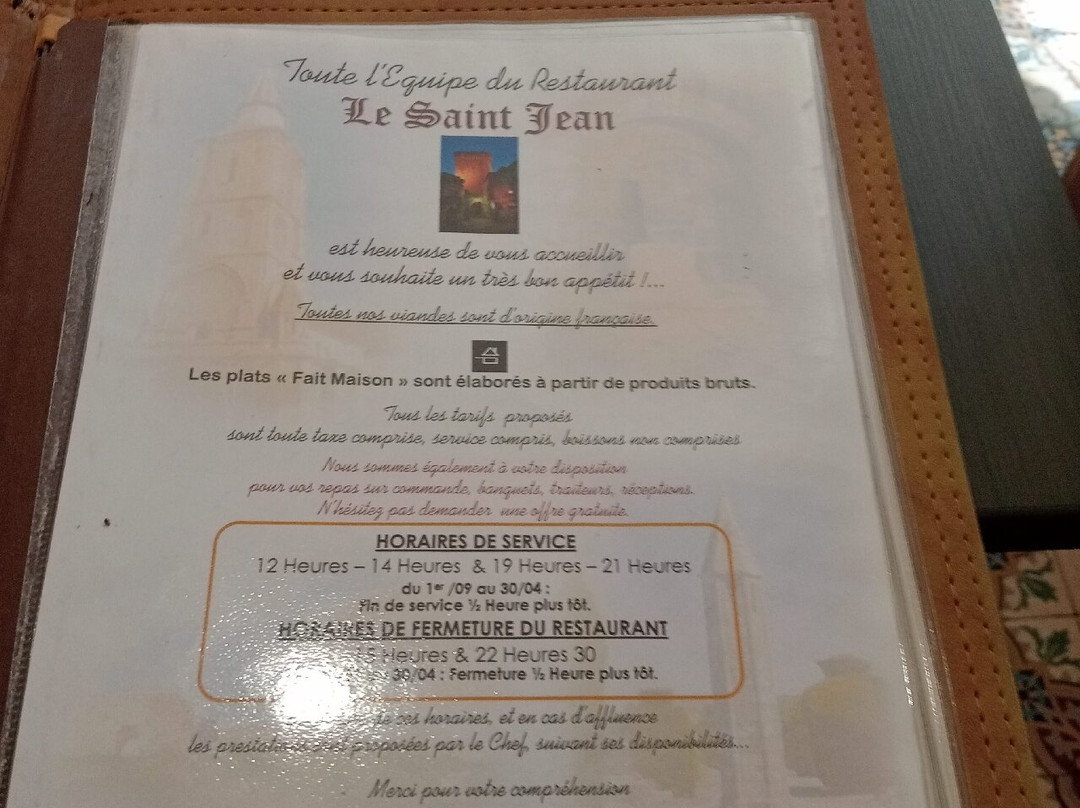 Toute l'Equipe du Restaurant
Le Saint Jean
est heureuse de vous accueillir
et vous souhaite un très bon appétit !...
Toutes nos viandes sont d'origine française.
Les plats « Fait Maison » sont élaborés à partir de produits bruts.
Tous les tarifs proposés
sont toute taxe comprise, service compris, boissons non comprises
Nous sommes également à votre disposition
pour vos repas sur commande, banquets, traiteurs, réceptions.
N'hésitez pas demander une offre gratuite.
HORAIRES DE SERVICE
12 Heures – 14 Heures & 19 Heures – 21 Heures
du 1er /09 au 30/04 :
Fin de service ½ Heure plus tôt.
HORAIRES DE FERMETURE DU RESTAURANT
15 Heures & 22 Heures 30
30/04 : Fermeture ½ Heure plus tôt.
de ces horaires, et en cas d'affluence
les prestations sont proposées par le Chef, suivant ses disponibilités...
Merci pour votre compréhension